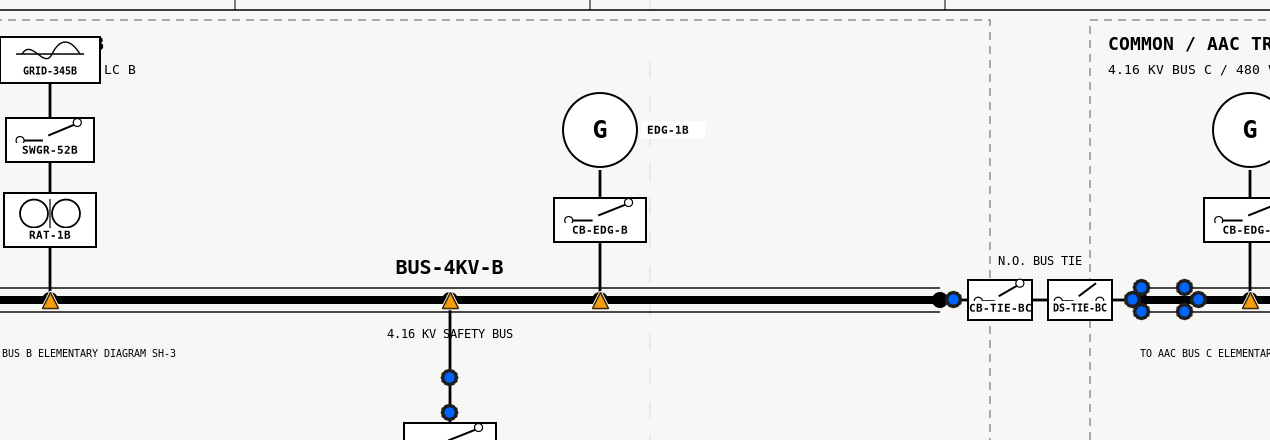 COMMON / AAC TR
GRID-345B
LC B
4.16 KV BUS C / 480 V
G
EDG-1B
G
SWGR-52B
RAT-1B
CB-EDG-B
CB-EDG-
N.O. BUS TIE
BUS-4KV-B
CB-TIE-BC
DS-TIE-BC
4.16 KV SAFETY BUS
BUS B ELEMENTARY DIAGRAM SH-3
TO AAC BUS C ELEMENTAR